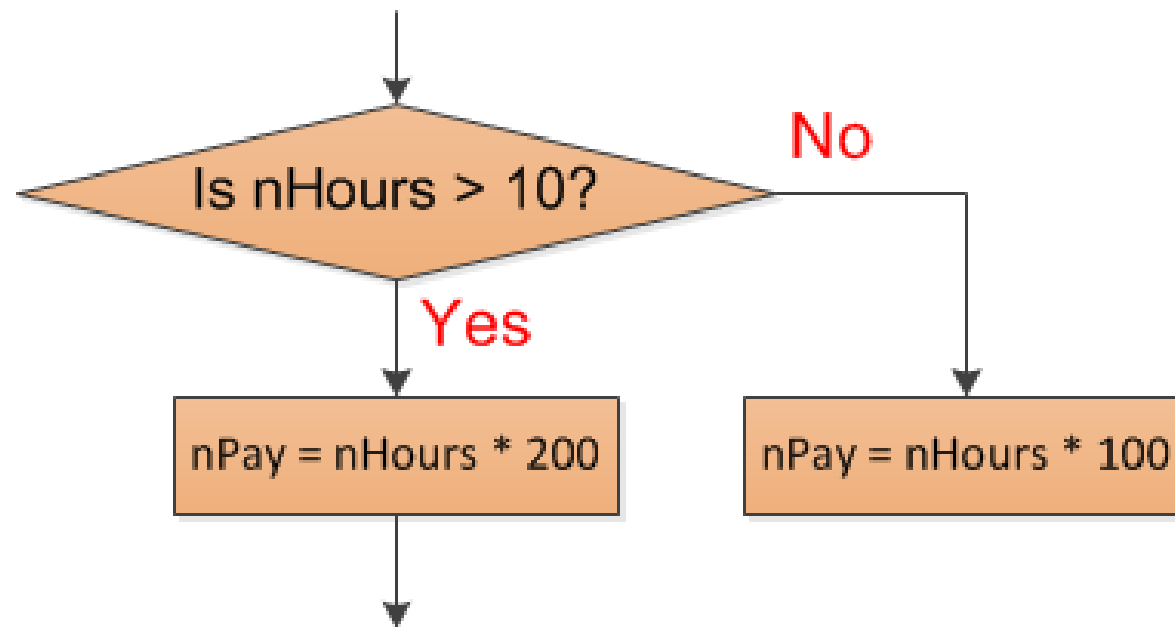 No
Is nHours > 10?
Yes
nPay = nHours * 200
nPay = nHours * 100